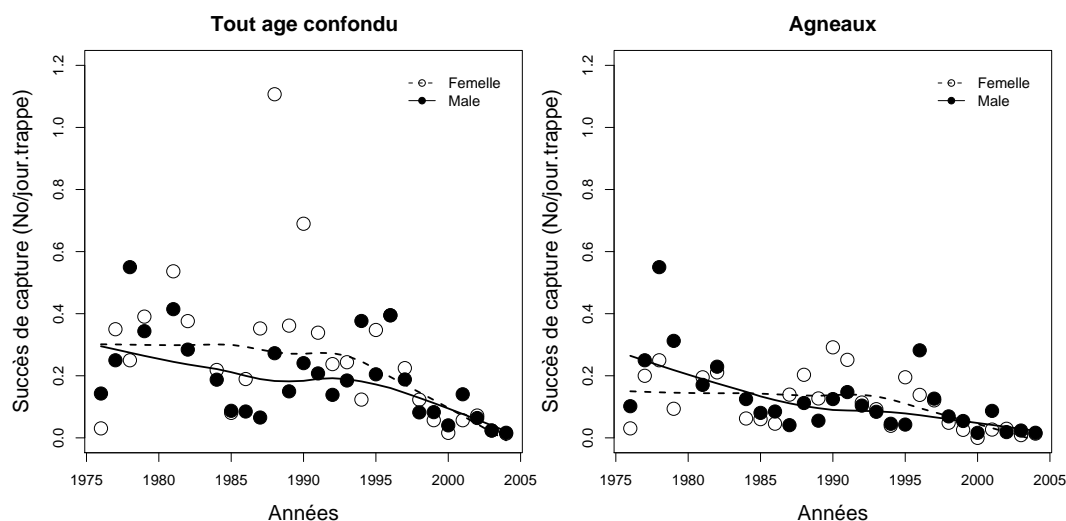 Tout age confondu
Succès de capture (No/jour.trappe)
1.2
1.0
0.8
0.6
0.4
0.2
0.0
Femelle
Male
1975 1980 1985 1990 1995 2000 2005
Années
Agneaux
Succès de capture (No/jour.trappe)
1.2
1.0
0.8
0.6
0.4
0.2
0.0
Femelle
Male
1975 1980 1985 1990 1995 2000 2005
Années